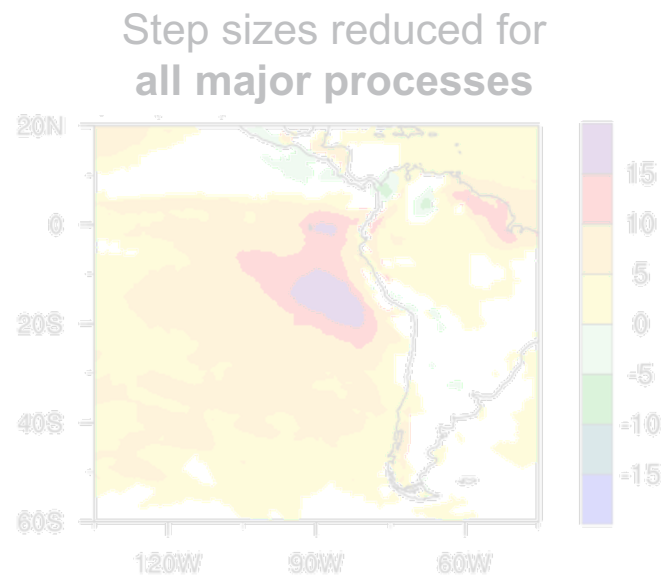 Step sizes reduced for
all major processes
20N
0
20S
40S
60S
120W 90W 60W
15
10
5
0
-5
-10
-15